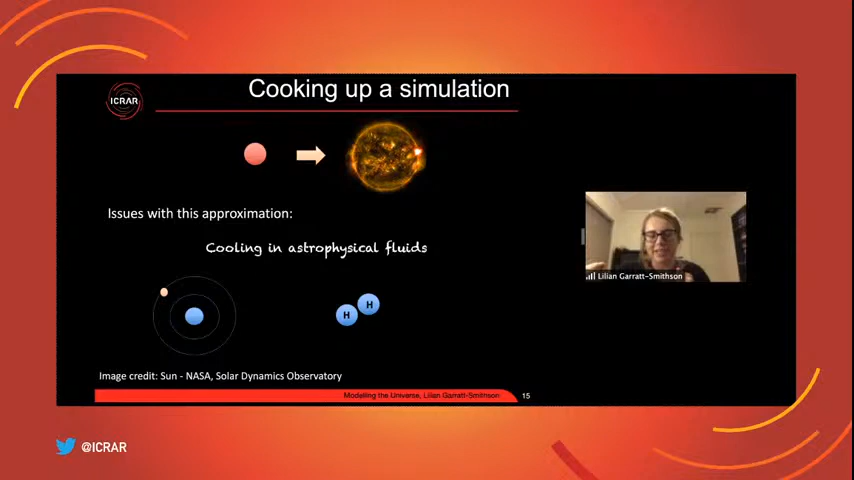 Cooking up a simulation
ICRAR
Issues with this approximation:
Cooling in astrophysical fluids
H
H
Lilian Garratt-Smithson
Image credit: Sun - NASA, Solar Dynamics Observatory
Modelling the Universe, Lilian Garratt-Smithson
15
@ICRAR